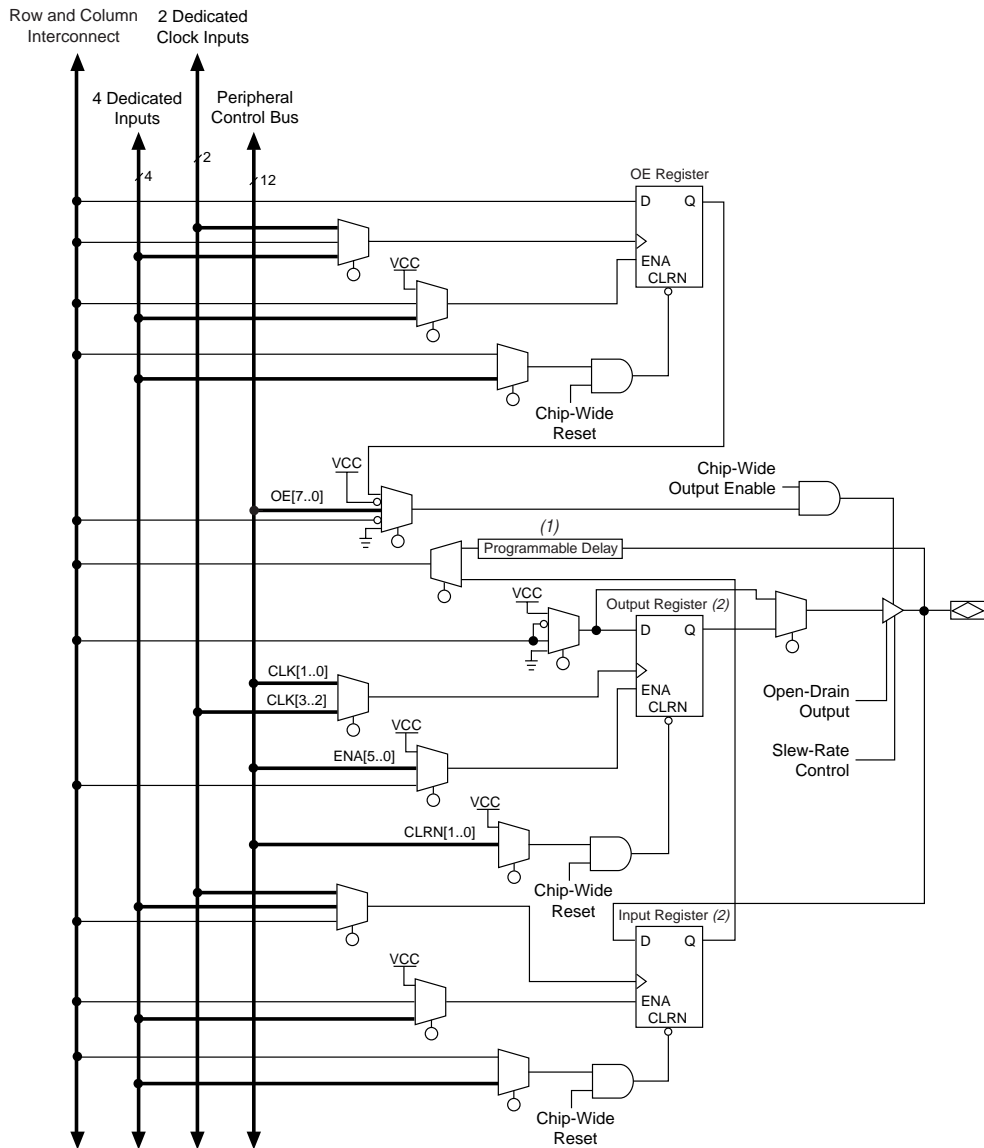 Row and Column
Interconnect
2 Dedicated
Clock Inputs
4 Dedicated
Inputs
Peripheral
Control Bus
2
4
12
OE Register
D Q
ENA
CLRN
VCC
Chip-Wide
Reset
VCC
OE[7..0]
Chip-Wide
Output Enable
(1)
Programmable Delay
VCC
Output Register (2)
D Q
ENA
CLRN
CLK[1..0]
CLK[3..2]
Open-Drain
Output
VCC
ENA[5..0]
Slew-Rate
Control
VCC
CLRN[1..0]
Chip-Wide
Reset
Input Register (2)
D Q
ENA
CLRN
VCC
Chip-Wide
Reset